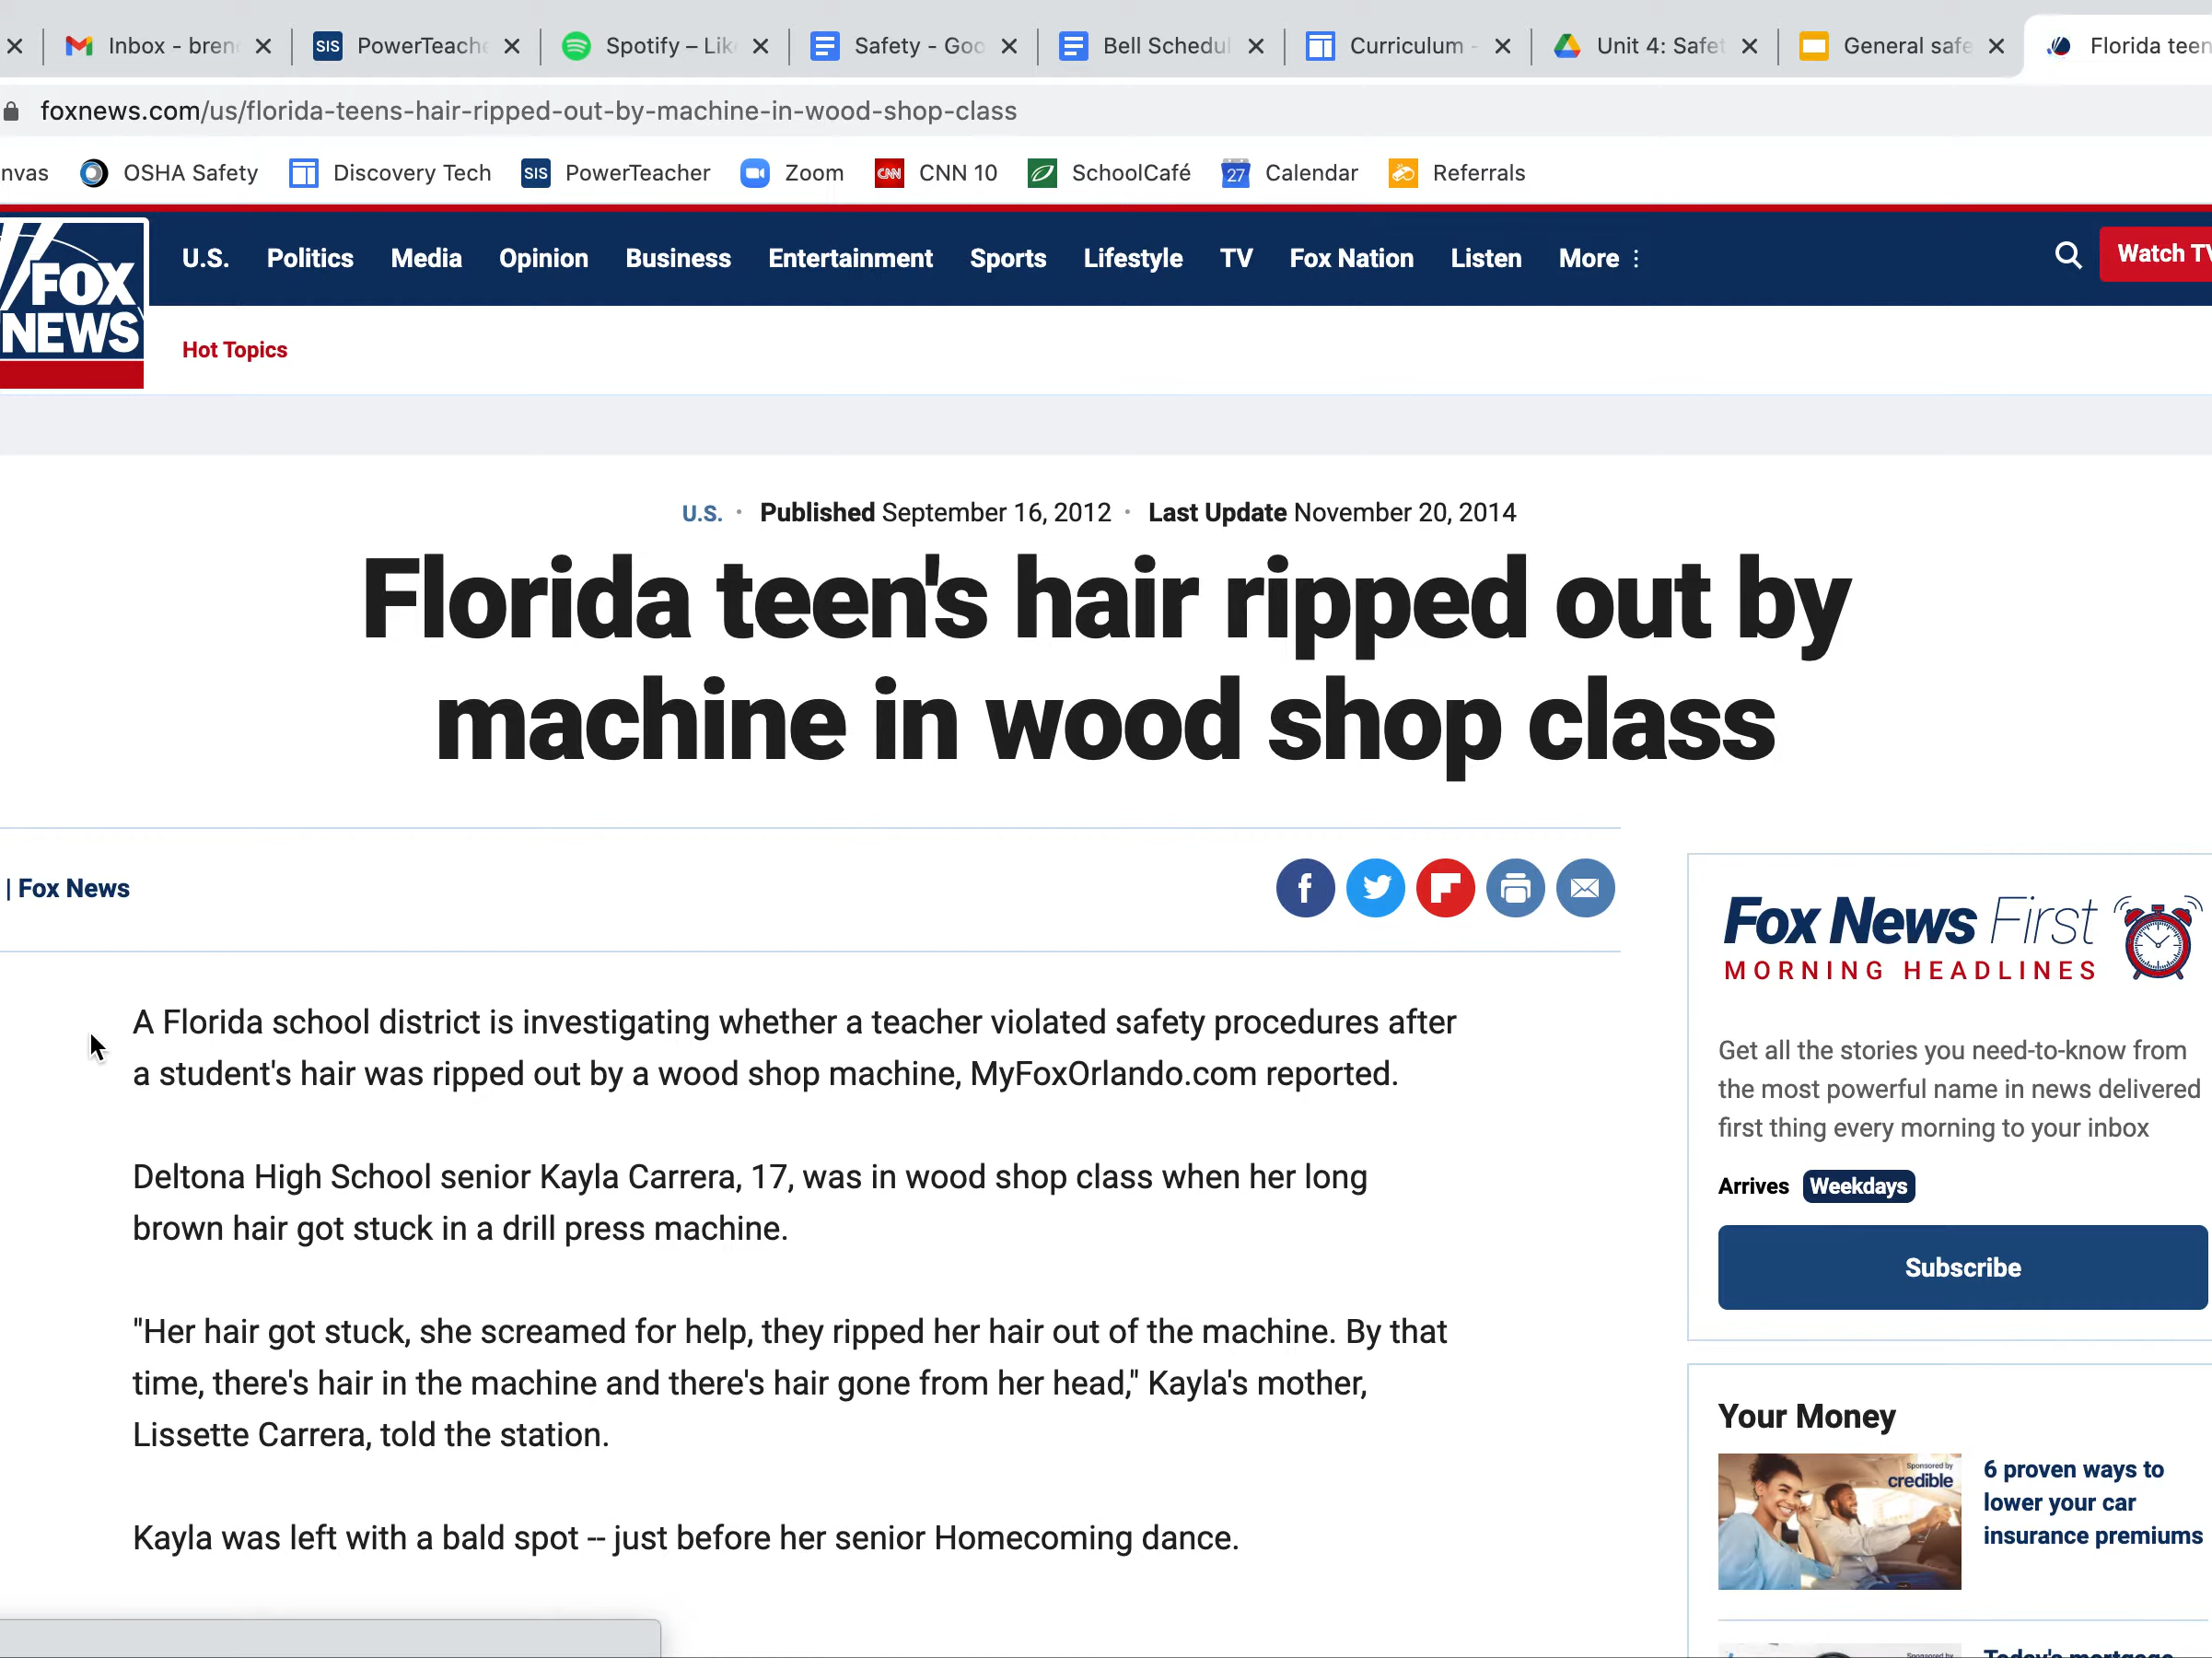 Inbox - bren
SIS PowerTeach
Spotify – Lik
Safety - Goo
Bell Schedul
Curriculum -
Unit 4: Safet
General safe
Florida teen
foxnews.com/us/florida-teens-hair-ripped-out-by-machine-in-wood-shop-class
nvas OSHA Safety Discovery Tech SIS PowerTeacher Zoom CNN CNN 10 SchoolCafé 27 Calendar Referrals
FOX
NEWS
U.S. Politics Media Opinion Business Entertainment Sports Lifestyle TV Fox Nation Listen More Watch TV
Hot Topics
U.S. · Published September 16, 2012 · Last Update November 20, 2014
Florida teen's hair ripped out by
machine in wood shop class
| Fox News
A Florida school district is investigating whether a teacher violated safety procedures after
a student's hair was ripped out by a wood shop machine, MyFoxOrlando.com reported.
Deltona High School senior Kayla Carrera, 17, was in wood shop class when her long
brown hair got stuck in a drill press machine.
"Her hair got stuck, she screamed for help, they ripped her hair out of the machine. By that
time, there's hair in the machine and there's hair gone from her head," Kayla's mother,
Lissette Carrera, told the station.
Kayla was left with a bald spot -- just before her senior Homecoming dance.
Fox News First
MORNING HEADLINES
Get all the stories you need-to-know from
the most powerful name in news delivered
first thing every morning to your inbox
Arrives Weekdays
Subscribe
Your Money
Sponsored by
credible
6 proven ways to
lower your car
insurance premiums
Sponsored by
Today's mortgage